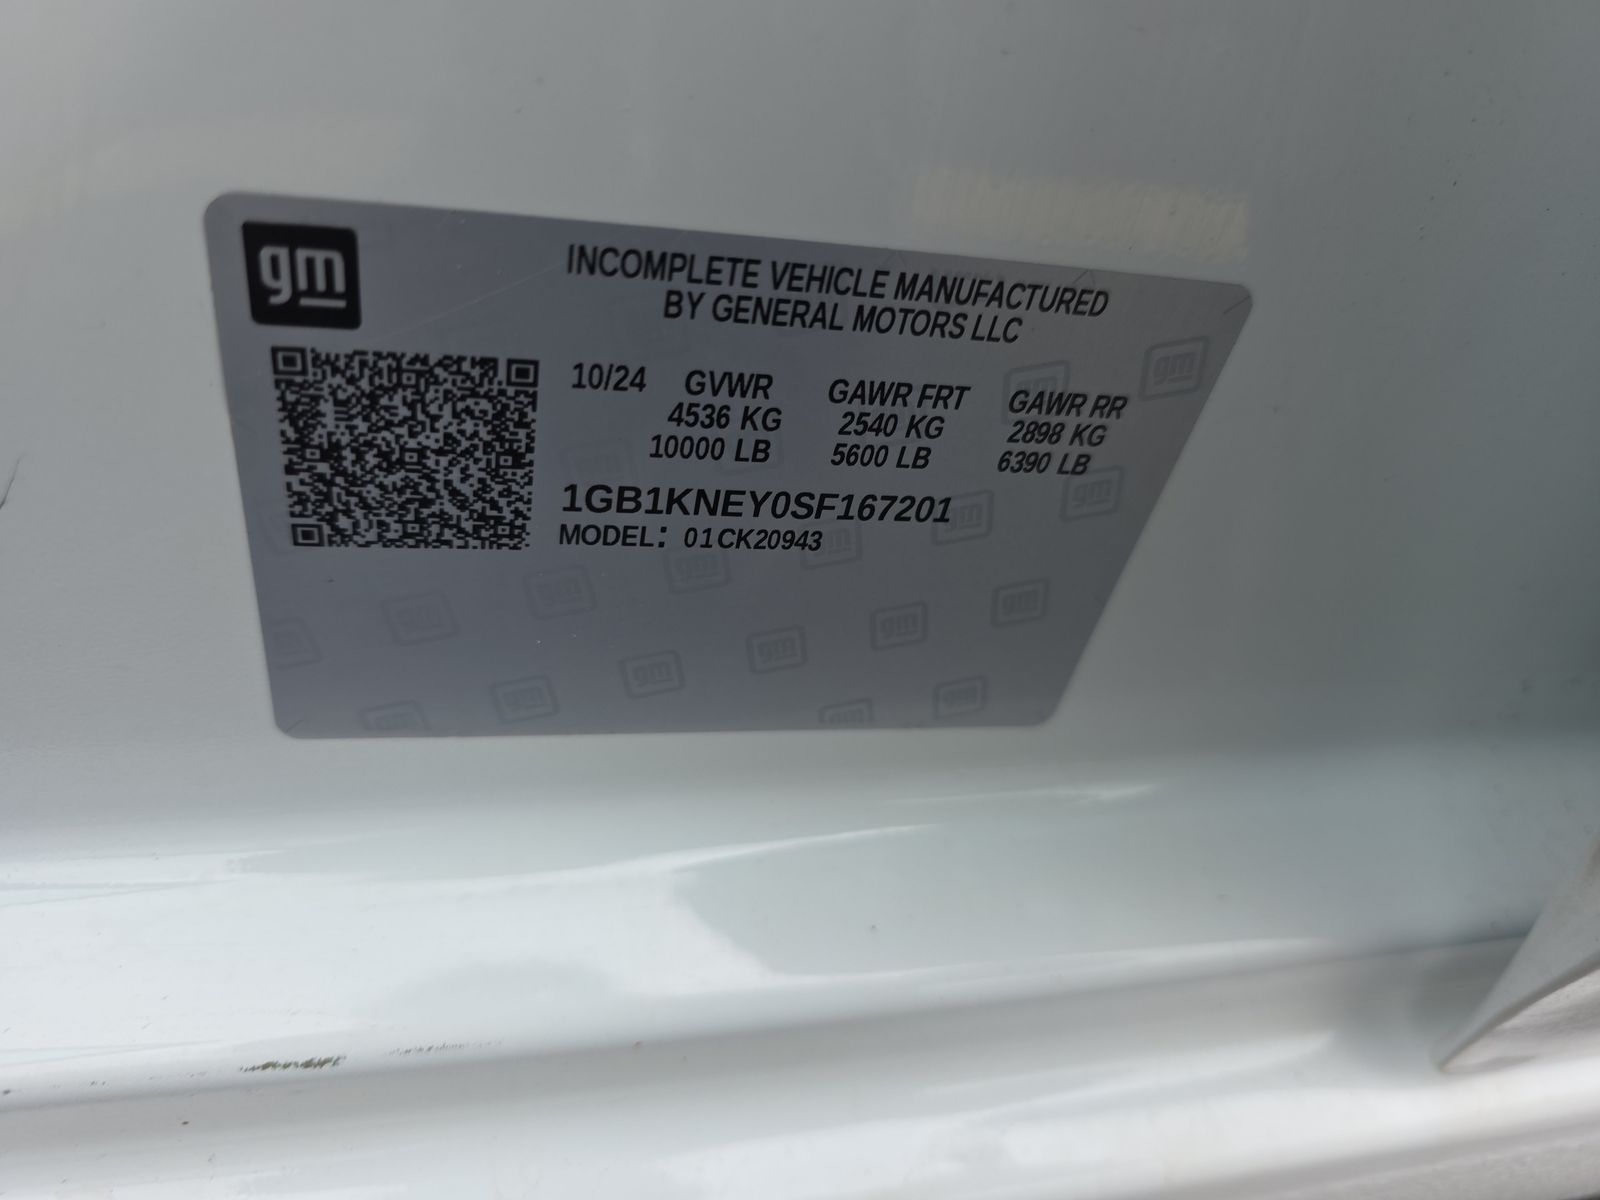 gm
INCOMPLETE VEHICLE MANUFACTURED
BY GENERAL MOTORS LLC
10/24 GVWR GAWR FRT GAWR RR
4536 KG 2540 KG 2898 KG
10000 LB 5600 LB 6390 LB
1GB1KNEY0SF167201
MODEL: 01CK20943